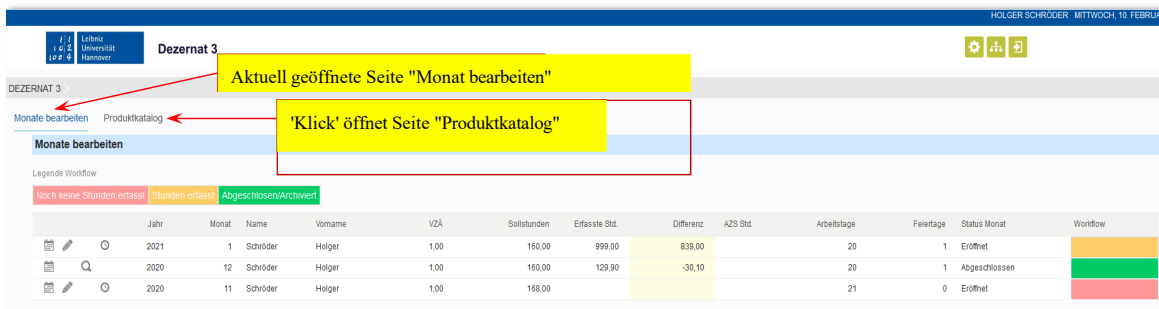 HOLGER SCHRÖDER MITTWOCH, 10. FEBRUA
Leibniz
Universität
Hannover
Dezernat 3
Aktuell geöffnete Seite "Monat bearbeiten"
DEZERNAT 3
Monate bearbeiten Produktkatalog
'Klick' öffnet Seite "Produktkatalog"
Monate bearbeiten
Legende Workflow
Noch keine Stunden erfasst Stunden erfasst Abgeschlosen/Archiviert
Jahr Monat Name Vorname VZÄ Sollstunden Erfasste Std. Differenz AZS Std. Arbeitstage Feiertage Status Monat Workflow
2021 1 Schröder Holger 1,00 160,00 999,00 839,00 20 1 Eröffnet
2020 12 Schröder Holger 1,00 160,00 129,90 -30,10 20 1 Abgeschlossen
2020 11 Schröder Holger 1,00 168,00 21 0 Eröffnet